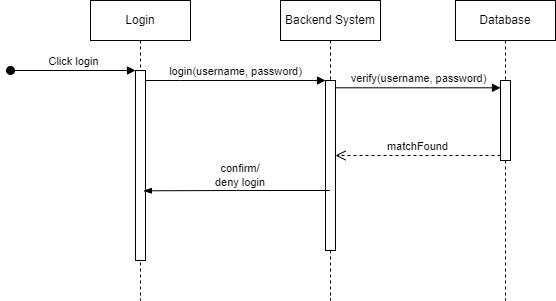 Login
Backend System
Database
Click login
login(username, password)
verify(username, password)
matchFound
confirm/
deny login